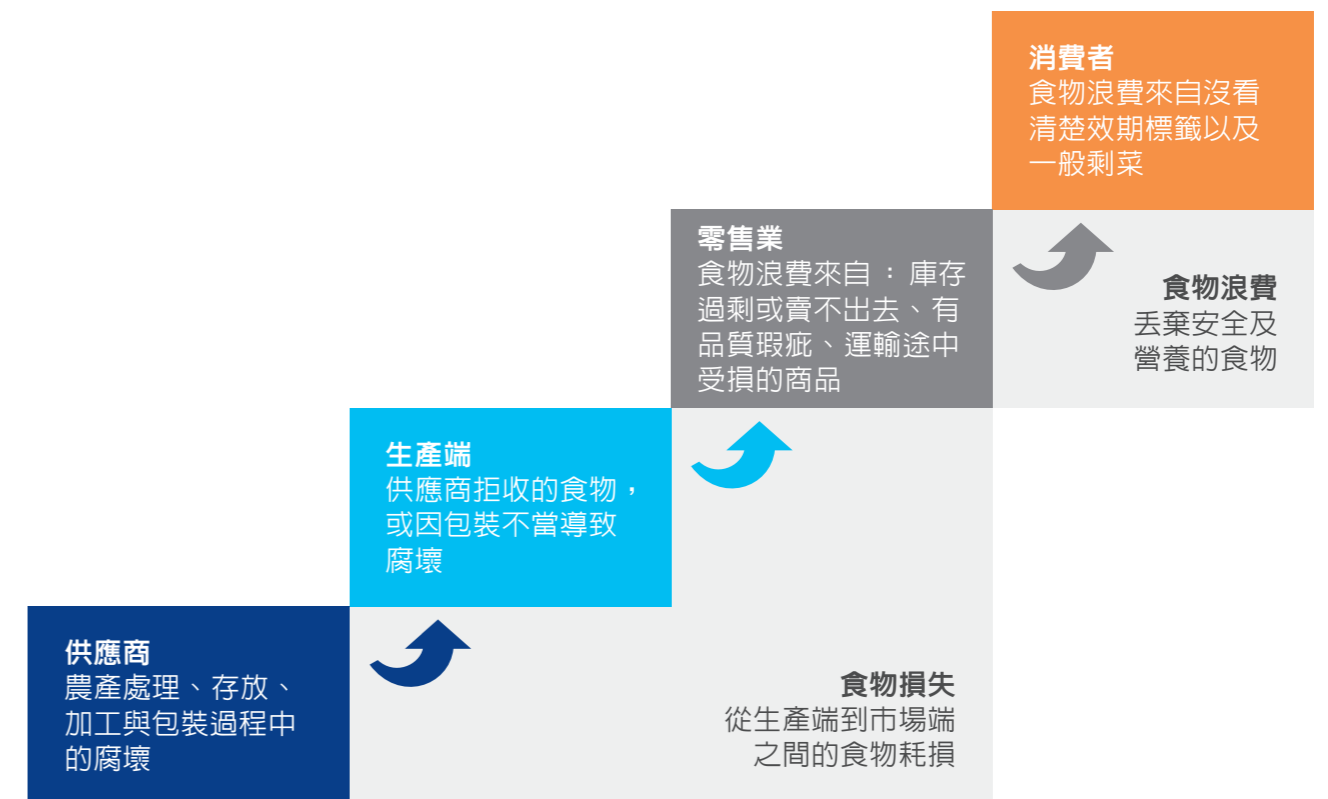 消費者
食物浪費來自沒看
清楚效期標籤以及
一般剩菜
零售業
食物浪費來自：庫存
過剩或賣不出去、有
品質瑕疵、運輸途中
受損的商品
食物浪費
丟棄安全及
營養的食物
生產端
供應商拒收的食物，
或因包裝不當導致
腐壞
供應商
農產處理、存放、
加工與包裝過程中
的腐壞
食物損失
從生產端到市場端
之間的食物耗損